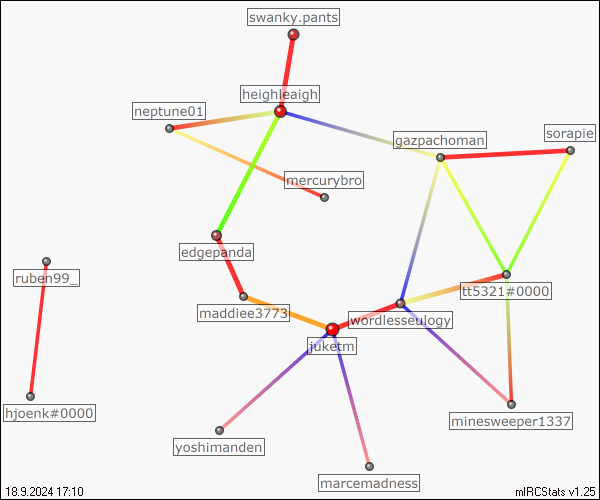 swanky.pants
heighleaigh
neptune01
sorapie
gazpachoman
mercurybro
edgepanda
ruben99_
tt5321#0000
maddiee3773
wordlesseulogy
juketm
hjoenk#0000
minesweeper1337
yoshimanden
marcemadness
18.9.2024 17:10
mIRCStats v1.25